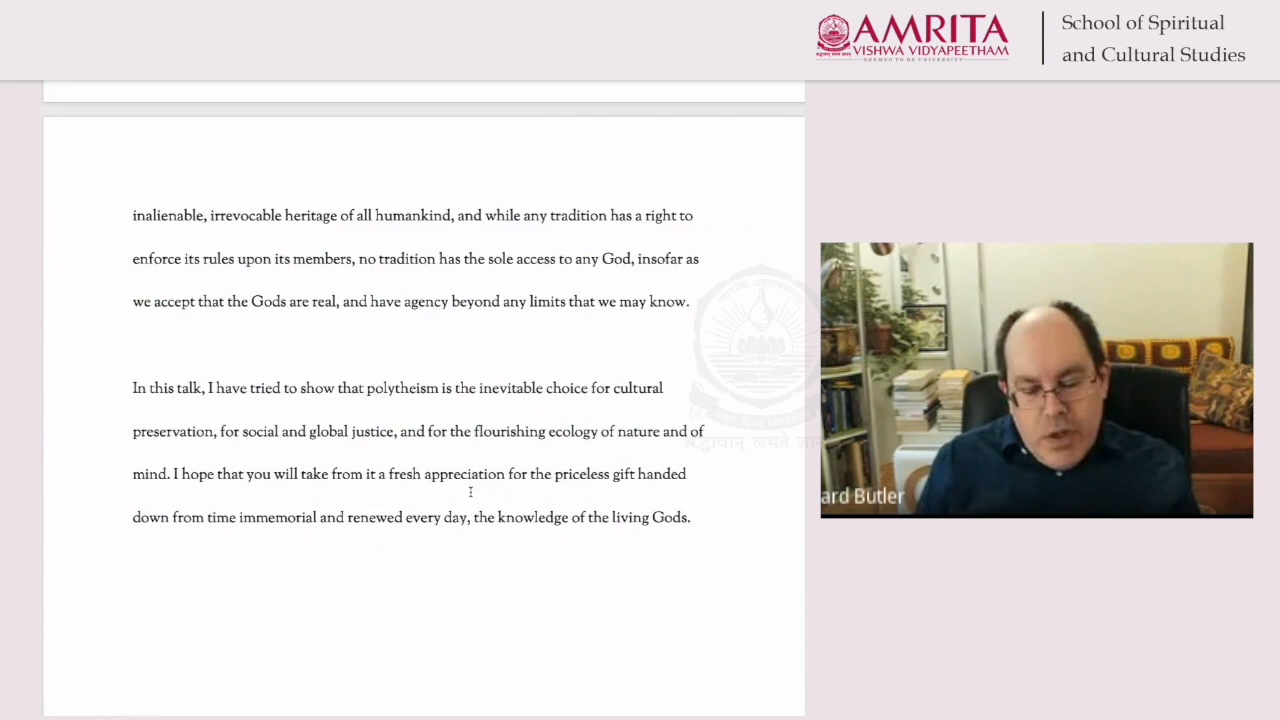 AMRITA
VISHWA VIDYAPEETHAM
DEEMED TO BE UNIVERSITY
School of Spiritual
and Cultural Studies
inalienable, irrevocable heritage of all humankind, and while any tradition has a right to
enforce its rules upon its members, no tradition has the sole access to any God, insofar as
we accept that the Gods are real, and have agency beyond any limits that we may know.
In this talk, I have tried to show that polytheism is the inevitable choice for cultural
preservation, for social and global justice, and for the flourishing ecology of nature and of
mind. I hope that you will take from it a fresh appreciation for the priceless gift handed
down from time immemorial and renewed every day, the knowledge of the living Gods.
ard Butler